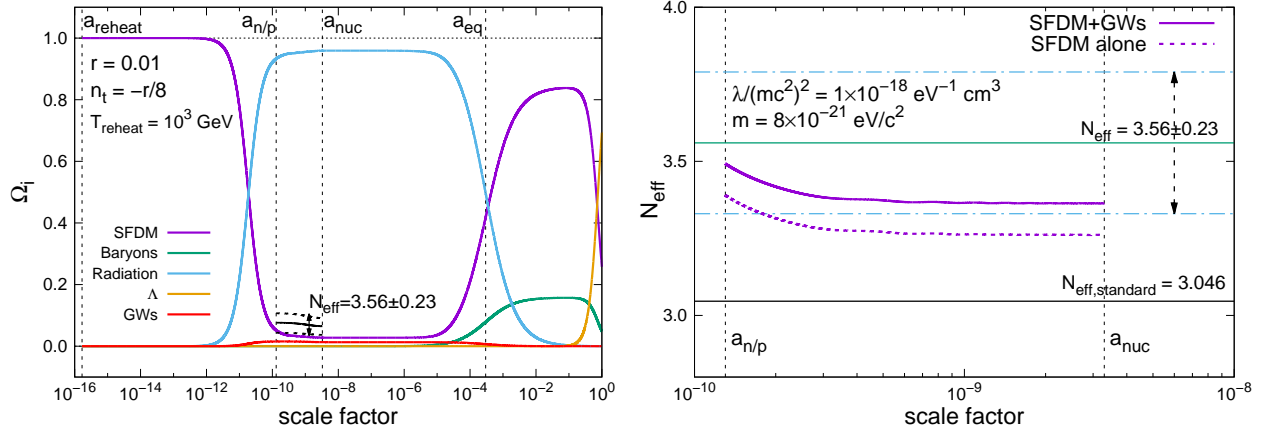 a_reheat a_n/p a_nuc a_eq
1.0
0.8
0.6
0.4
0.2
0.0
Ω_i
r = 0.01
n_t = −r/8
T_reheat = 10^3 GeV
SFDM
Baryons
Radiation
Λ
GWs
N_eff=3.56±0.23
10^−16 10^−14 10^−12 10^−10 10^−8 10^−6 10^−4 10^−2 10^0
scale factor
4.0
3.5
3.0
N_eff
SFDM+GWs
SFDM alone
λ/(mc^2)^2 = 1×10^−18 eV^−1 cm^3
m = 8×10^−21 eV/c^2
N_eff = 3.56±0.23
N_eff,standard = 3.046
a_n/p a_nuc
10^−10 10^−9 10^−8
scale factor